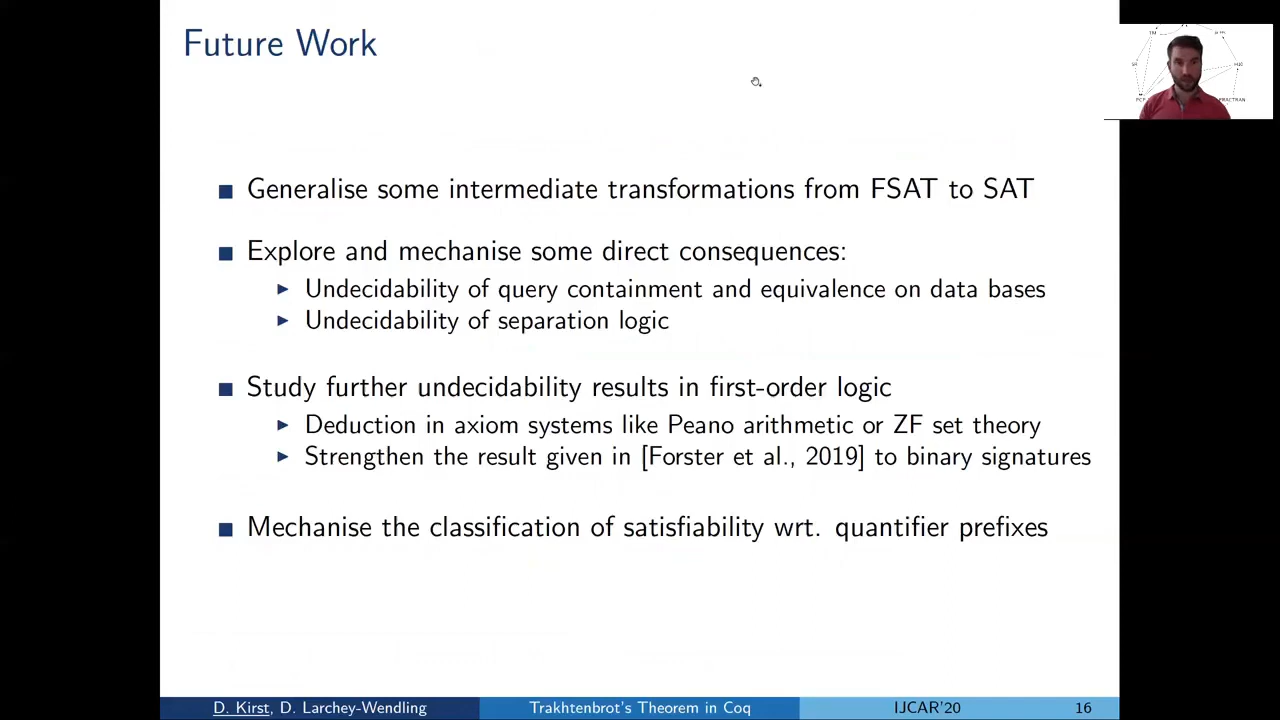 Future Work
Generalise some intermediate transformations from FSAT to SAT
Explore and mechanise some direct consequences:
Undecidability of query containment and equivalence on data bases
Undecidability of separation logic
Study further undecidability results in first-order logic
Deduction in axiom systems like Peano arithmetic or ZF set theory
Strengthen the result given in [Forster et al., 2019] to binary signatures
Mechanise the classification of satisfiability wrt. quantifier prefixes
D. Kirst, D. Larchey-Wendling
Trakhtenbrot's Theorem in Coq
IJCAR'20
16